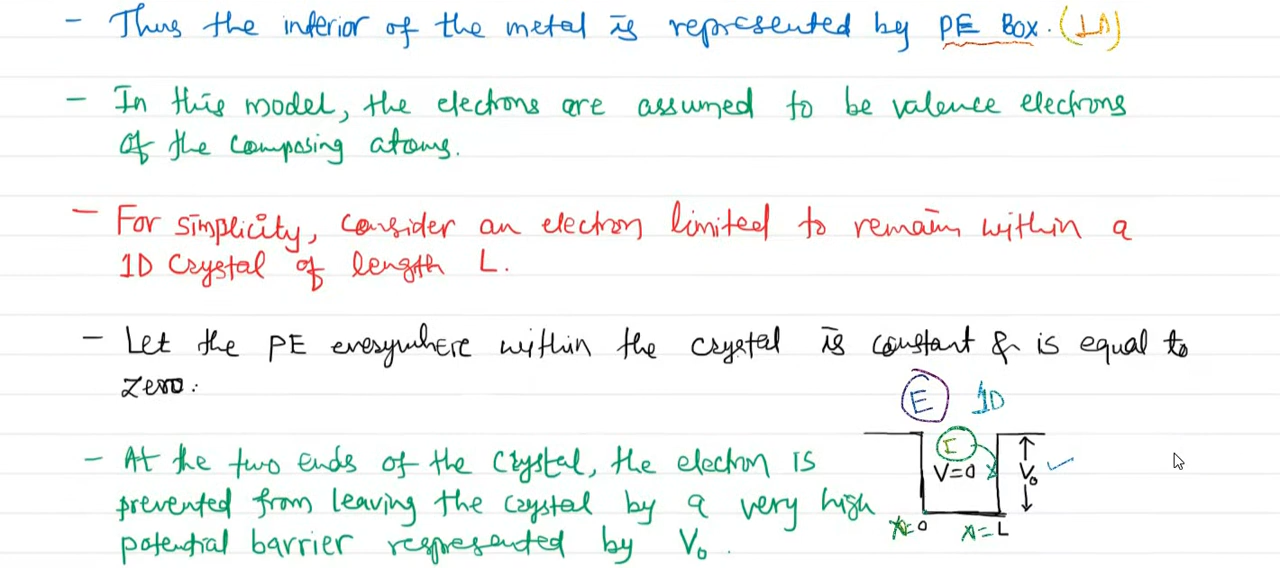 - Thus the interior of the metal is represented by PE Box. (1D)
- In this model, the electrons are assumed to be valence electrons
of the composing atoms.
- For simplicity, consider an electron limited to remain within a
1D Crystal of length L.
- Let the PE everywhere within the crystal is constant & is equal to
zero.
E 1D
- At the two ends of the Crystal, the electron is
prevented from leaving the crystal by a very high
potential barrier respresented by V₀.
E
V=0
V₀
x=0
x=L